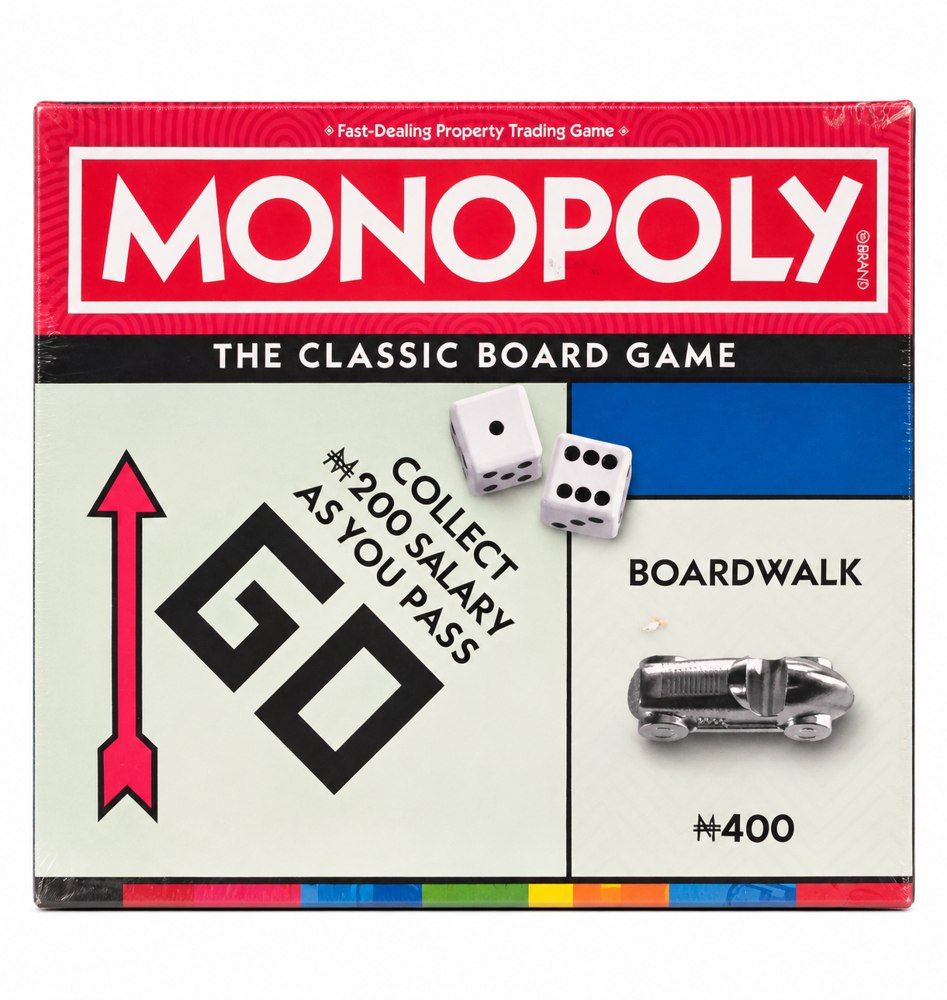 Fast-Dealing Property Trading Game
MONOPOLY
® BRAND
THE CLASSIC BOARD GAME
COLLECT
₦200 SALARY
AS YOU PASS
GO
BOARDWALK
₦400